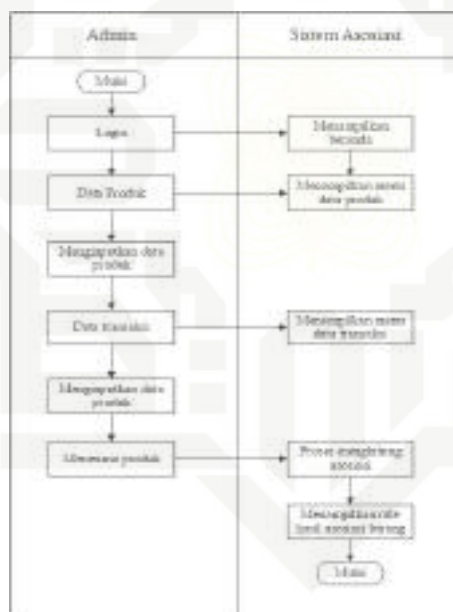 Admin
Sistem Asosiasi
Mulai
Login
Menampilkan
beranda
Data Produk
Menampilkan menu
data produk
Menginputkan data
produk
Data transaksi
Menampilkan menu
data transaksi
Menginputkan data
produk
produk
Proses menghitung
asosiasi
Menampilkan
hasil asosiasi barang
Mulai